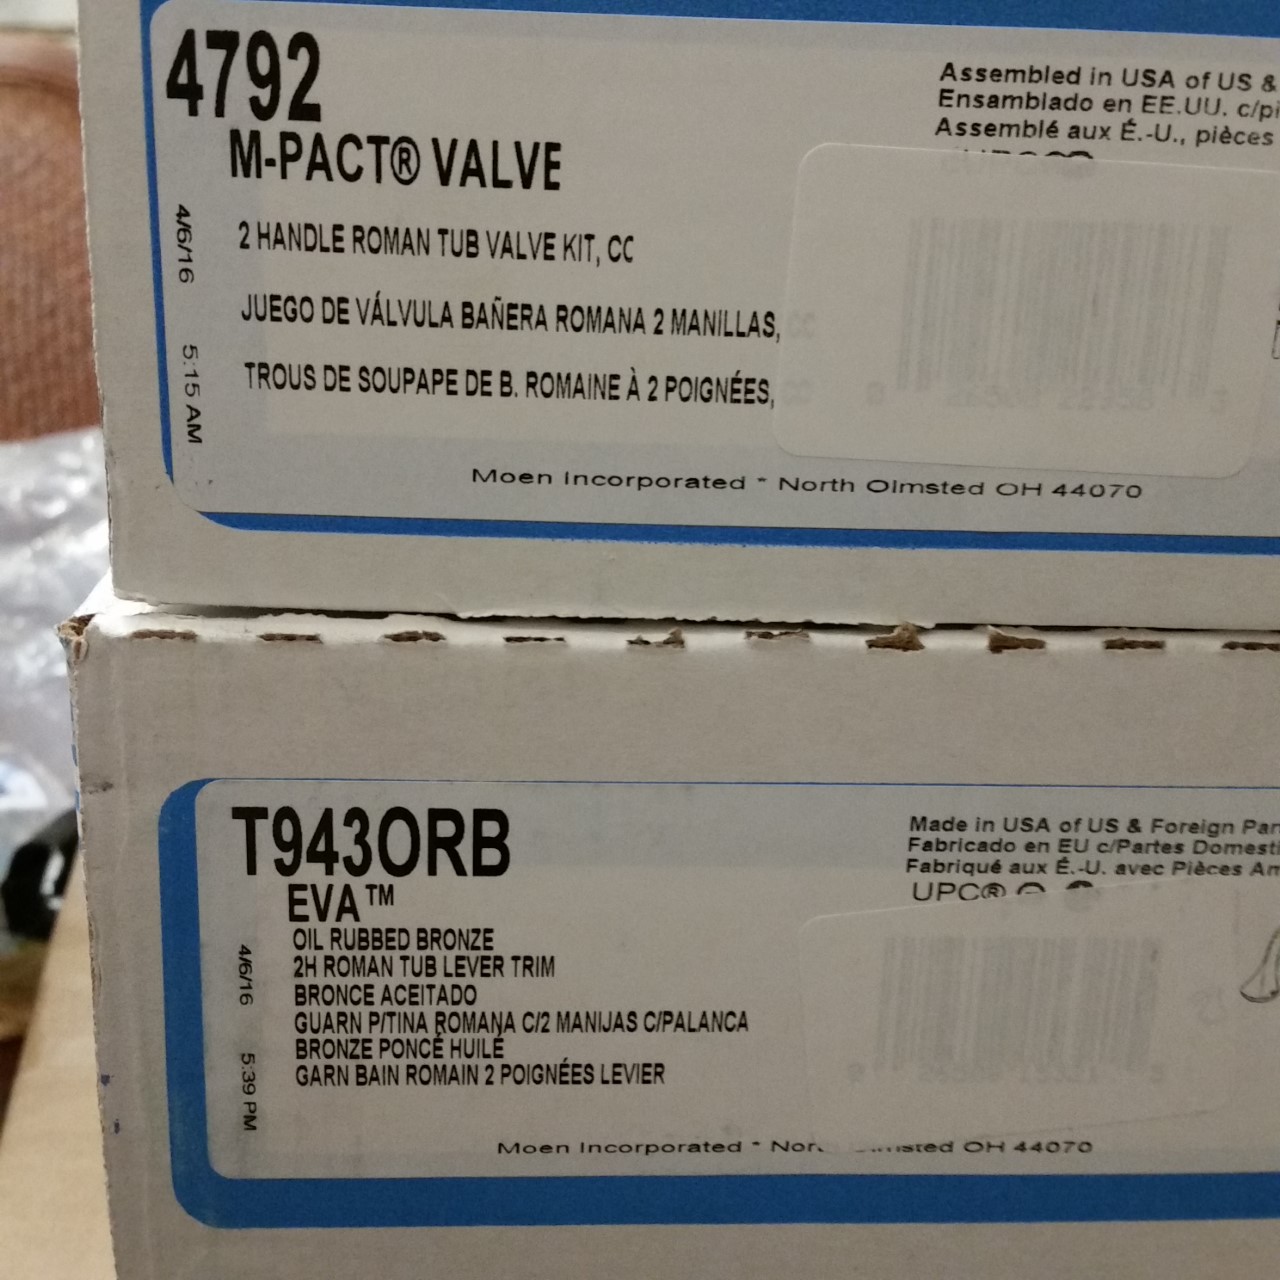 4792
M-PACT® VALVE
2 HANDLE ROMAN TUB VALVE KIT, CC
JUEGO DE VÁLVULA BAÑERA ROMANA 2 MANILLAS,
TROUS DE SOUPAPE DE B. ROMAINE À 2 POIGNÉES,
4/6/16 5:15 AM
Assembled in USA of US &
Ensamblado en EE.UU. c/pi
Assemblé aux É.-U., pièces
Moen Incorporated * North Olmsted OH 44070
T943ORB
EVA™
OIL RUBBED BRONZE
2H ROMAN TUB LEVER TRIM
BRONCE ACEITADO
GUARN P/TINA ROMANA C/2 MANIJAS C/PALANCA
BRONZE PONCÉ HUILÉ
GARN BAIN ROMAIN 2 POIGNÉES LEVIER
4/6/16 5:39 PM
Made in USA of US & Foreign Par
Fabricado en EU c/Partes Domesti
Fabriqué aux É.-U. avec Pièces Am
UPC®
Moen Incorporated * Nor msted OH 44070